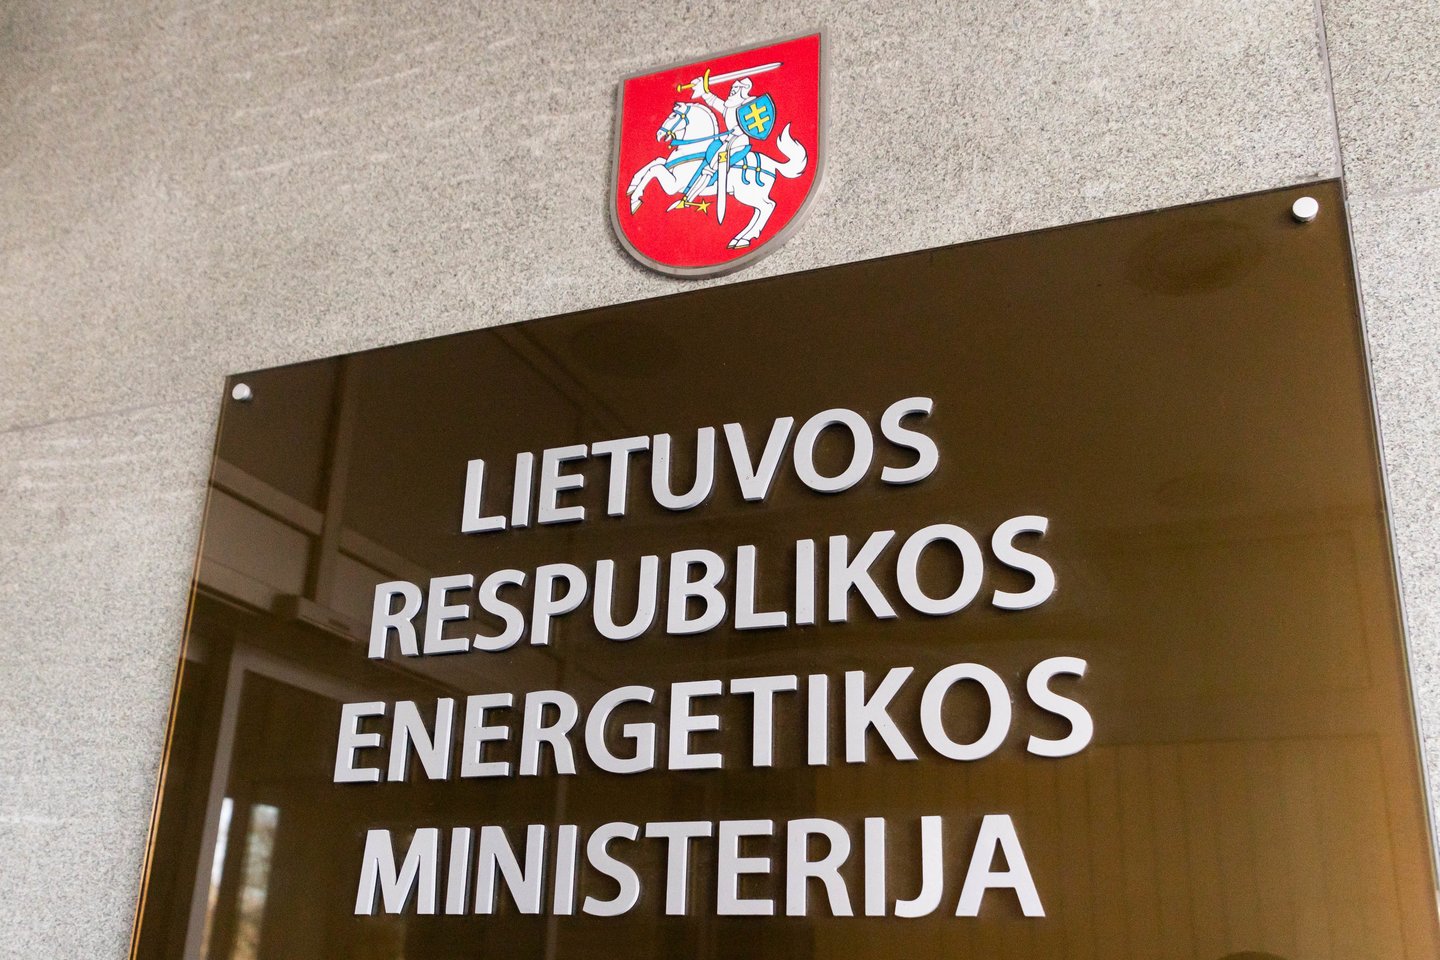 LIETUVOS
RESPUBLIKOS
ENERGETIKOS
MINISTERIJA